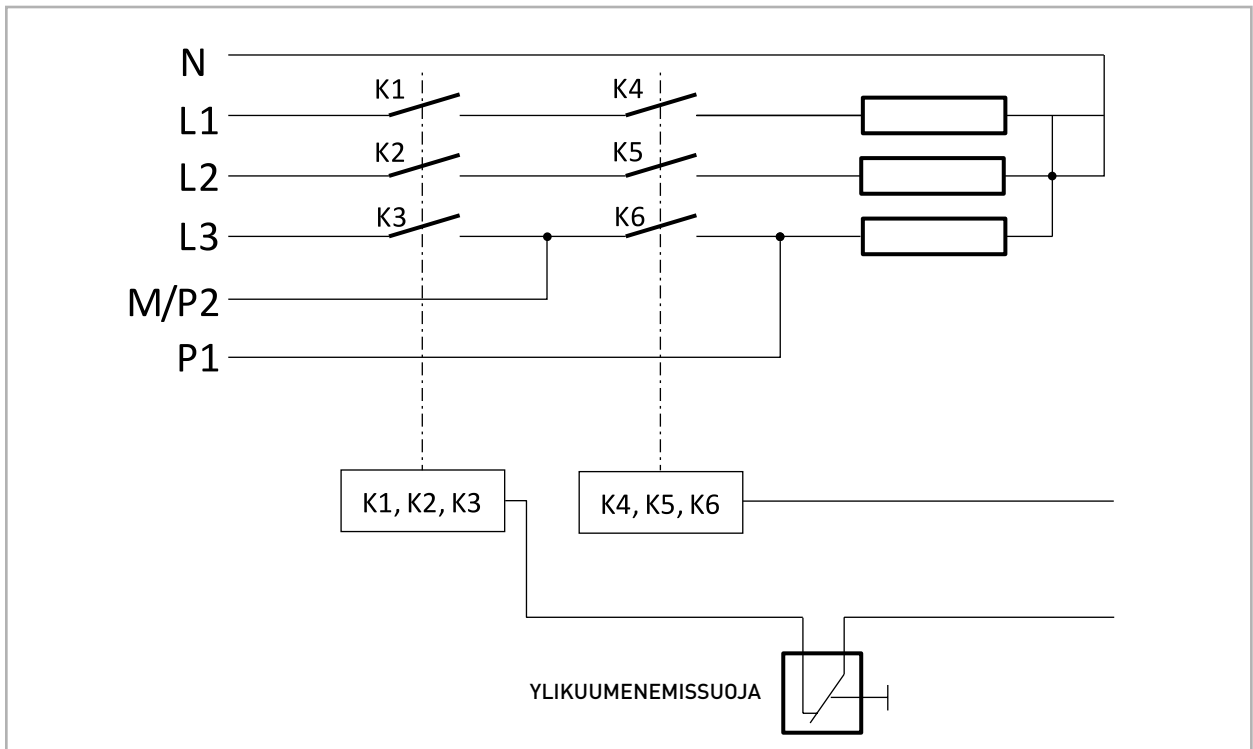 N
K1
K4
L1
K2
K5
L2
K3
K6
L3
M/P2
P1
K1, K2, K3
K4, K5, K6
YLIKUUMENEMISSUOJA